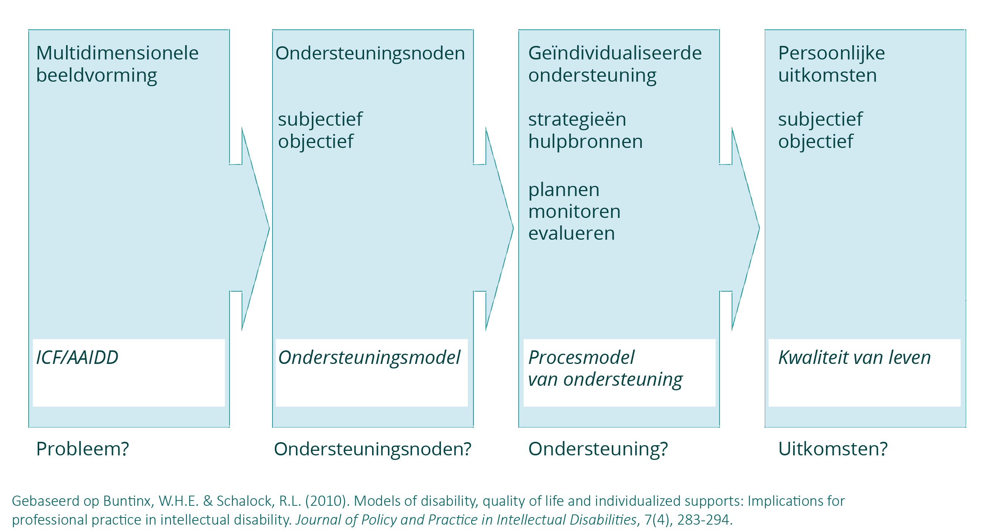 Multidimensionele
beeldvorming
ICF/AAIDD
Probleem?
Ondersteuningsnoden
subjectief
objectief
Ondersteuningsmodel
Ondersteuningsnoden?
Geïndividualiseerde
ondersteuning
strategieën
hulpbronnen
plannen
monitoren
evalueren
Procesmodel
van ondersteuning
Ondersteuning?
Persoonlijke
uitkomsten
subjectief
objectief
Kwaliteit van leven
Uitkomsten?
Gebaseerd op Buntinx, W.H.E. & Schalock, R.L. (2010). Models of disability, quality of life and individualized supports: Implications for
professional practice in intellectual disability. Journal of Policy and Practice in Intellectual Disabilities, 7(4), 283-294.